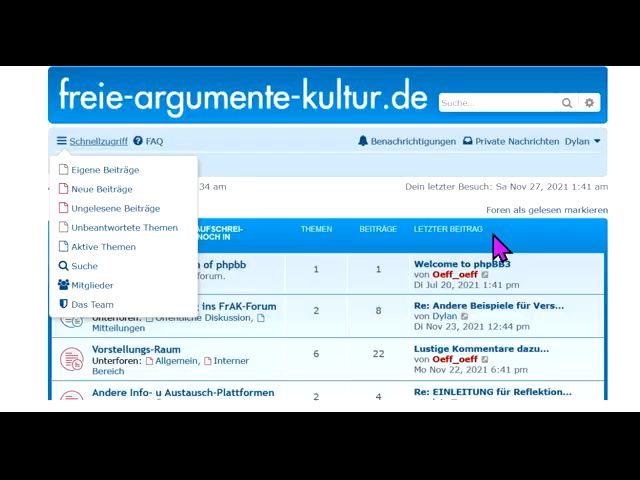 freie-argumente-kultur.de
Suche...
Schnellzugriff FAQ Benachrichtigungen Private Nachrichten Dylan
Eigene Beiträge
Neue Beiträge
Ungelesene Beiträge
Unbeantwortete Themen
Aktive Themen
Suche
Mitglieder
Das Team
34 am Dein letzter Besuch: Sa Nov 27, 2021 1:41 am
Foren als gelesen markieren
AUFSCHREI-
NOCH IN THEMEN BEITRÄGE LETZTER BEITRAG
of phpbb
forum. 1 1 Welcome to phpBB3
von Oeff_oeff
Di Jul 20, 2021 1:41 pm
ins FrAK-Forum
Öffentliche Diskussion,
Mitteilungen 2 8 Re: Andere Beispiele für Vers...
von Dylan
Di Nov 23, 2021 12:44 pm
Vorstellungs-Raum
Unterforen: Allgemein, Interner
Bereich 6 22 Lustige Kommentare dazu...
von Oeff_oeff
Mo Nov 22, 2021 6:41 pm
Andere Info- u Austausch-Plattformen 2 4 Re: EINLEITUNG für Reflektion...